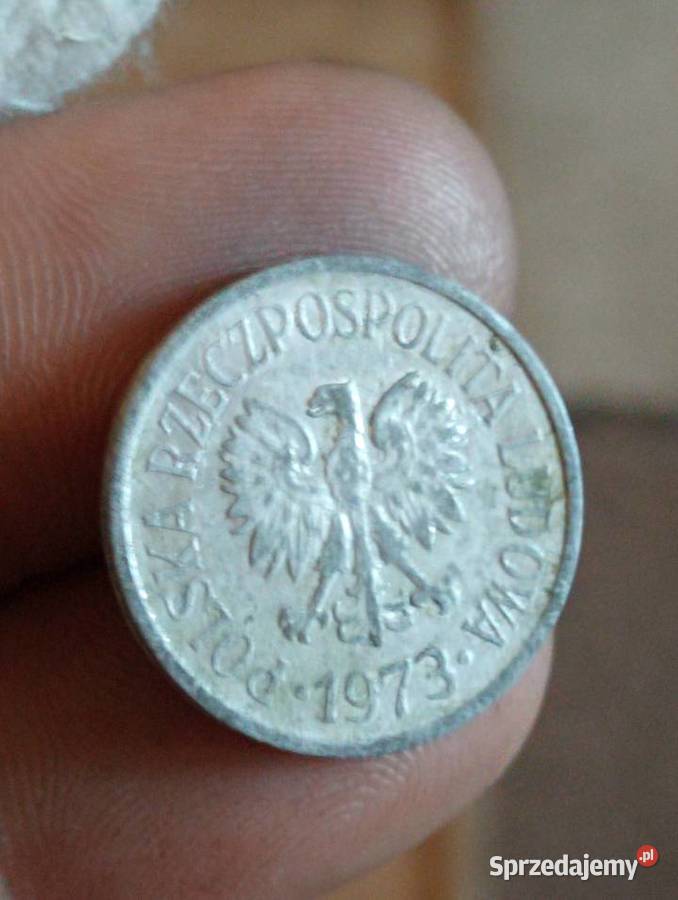 POLSKA RZECZPOSPOLITA LUDOWA
· 1973 ·
Sprzedajemy.pl